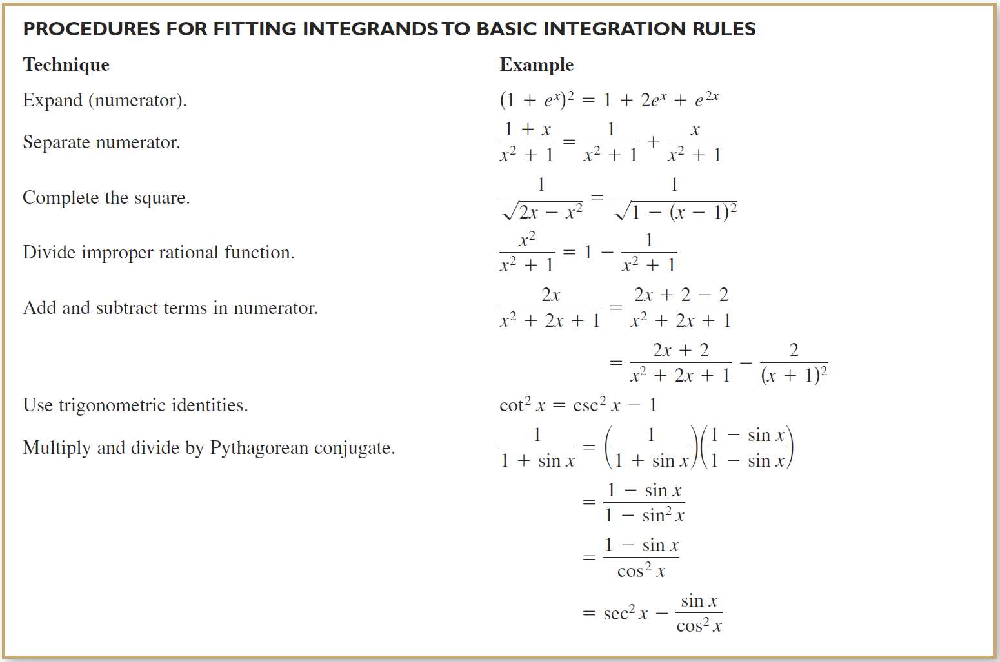 PROCEDURES FOR FITTING INTEGRANDS TO BASIC INTEGRATION RULES
Technique Example
Expand (numerator). (1 + e^x)^2 = 1 + 2e^x + e^{2x}
Separate numerator. \frac{1 + x}{x^2 + 1} = \frac{1}{x^2 + 1} + \frac{x}{x^2 + 1}
Complete the square. \frac{1}{\sqrt{2x - x^2}} = \frac{1}{\sqrt{1 - (x - 1)^2}}
Divide improper rational function. \frac{x^2}{x^2 + 1} = 1 - \frac{1}{x^2 + 1}
Add and subtract terms in numerator. \frac{2x}{x^2 + 2x + 1} = \frac{2x + 2 - 2}{x^2 + 2x + 1}
= \frac{2x + 2}{x^2 + 2x + 1} - \frac{2}{(x + 1)^2}
Use trigonometric identities. cot^2 x = csc^2 x - 1
Multiply and divide by Pythagorean conjugate. \frac{1}{1 + sin x} = (\frac{1}{1 + sin x})(\frac{1 - sin x}{1 - sin x})
= \frac{1 - sin x}{1 - sin^2 x}
= \frac{1 - sin x}{cos^2 x}
= sec^2 x - \frac{sin x}{cos^2 x}